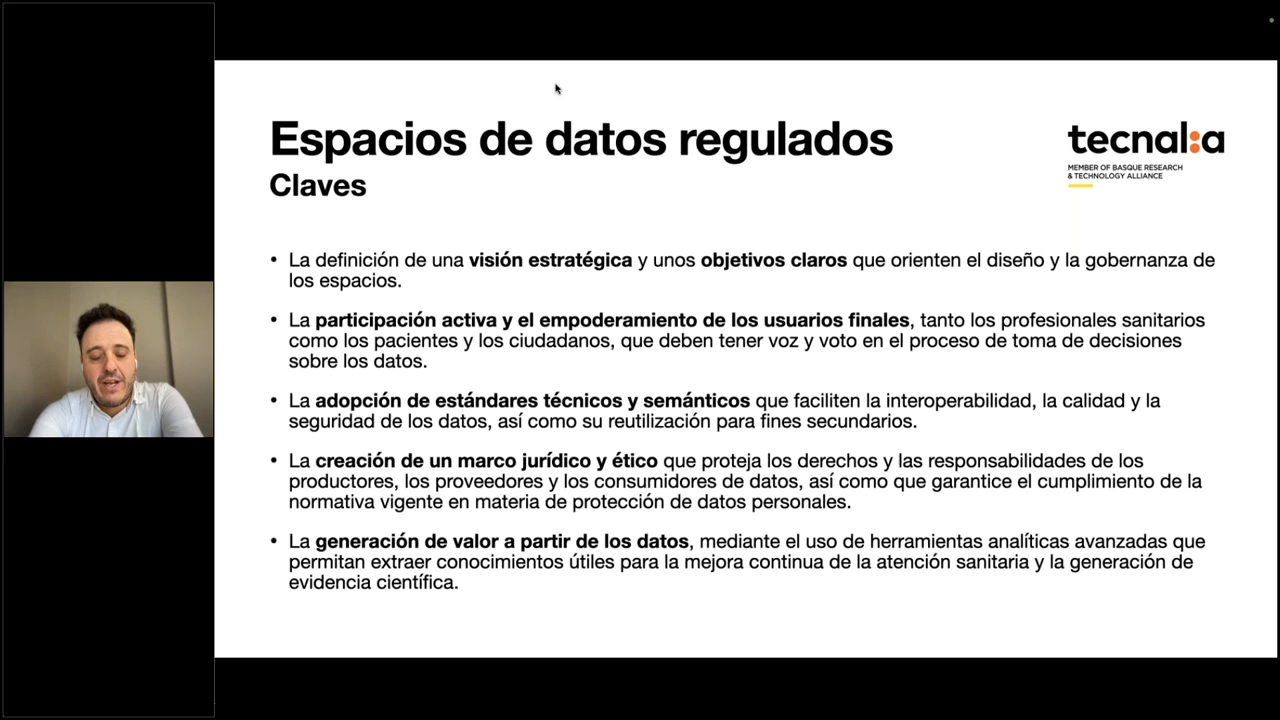 Espacios de datos regulados
Claves
tecnalia
MEMBER OF BASQUE RESEARCH
& TECHNOLOGY ALLIANCE
• La definición de una visión estratégica y unos objetivos claros que orienten el diseño y la gobernanza de
los espacios.
• La participación activa y el empoderamiento de los usuarios finales, tanto los profesionales sanitarios
como los pacientes y los ciudadanos, que deben tener voz y voto en el proceso de toma de decisiones
sobre los datos.
• La adopción de estándares técnicos y semánticos que faciliten la interoperabilidad, la calidad y la
seguridad de los datos, así como su reutilización para fines secundarios.
• La creación de un marco jurídico y ético que proteja los derechos y las responsabilidades de los
productores, los proveedores y los consumidores de datos, así como que garantice el cumplimiento de la
normativa vigente en materia de protección de datos personales.
• La generación de valor a partir de los datos, mediante el uso de herramientas analíticas avanzadas que
permitan extraer conocimientos útiles para la mejora continua de la atención sanitaria y la generación de
evidencia científica.